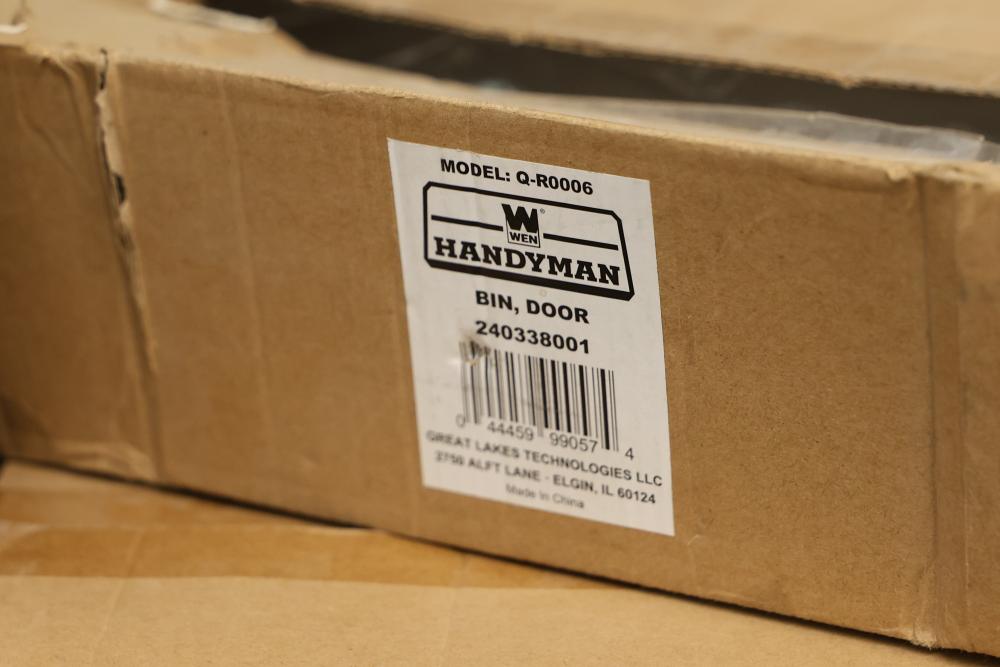 MODEL: Q-R0006
W®
WEN
HANDYMAN
BIN, DOOR
240338001
0 44459 99057 4
GREAT LAKES TECHNOLOGIES LLC
2750 ALFT LANE - ELGIN, IL 60124
Made In China